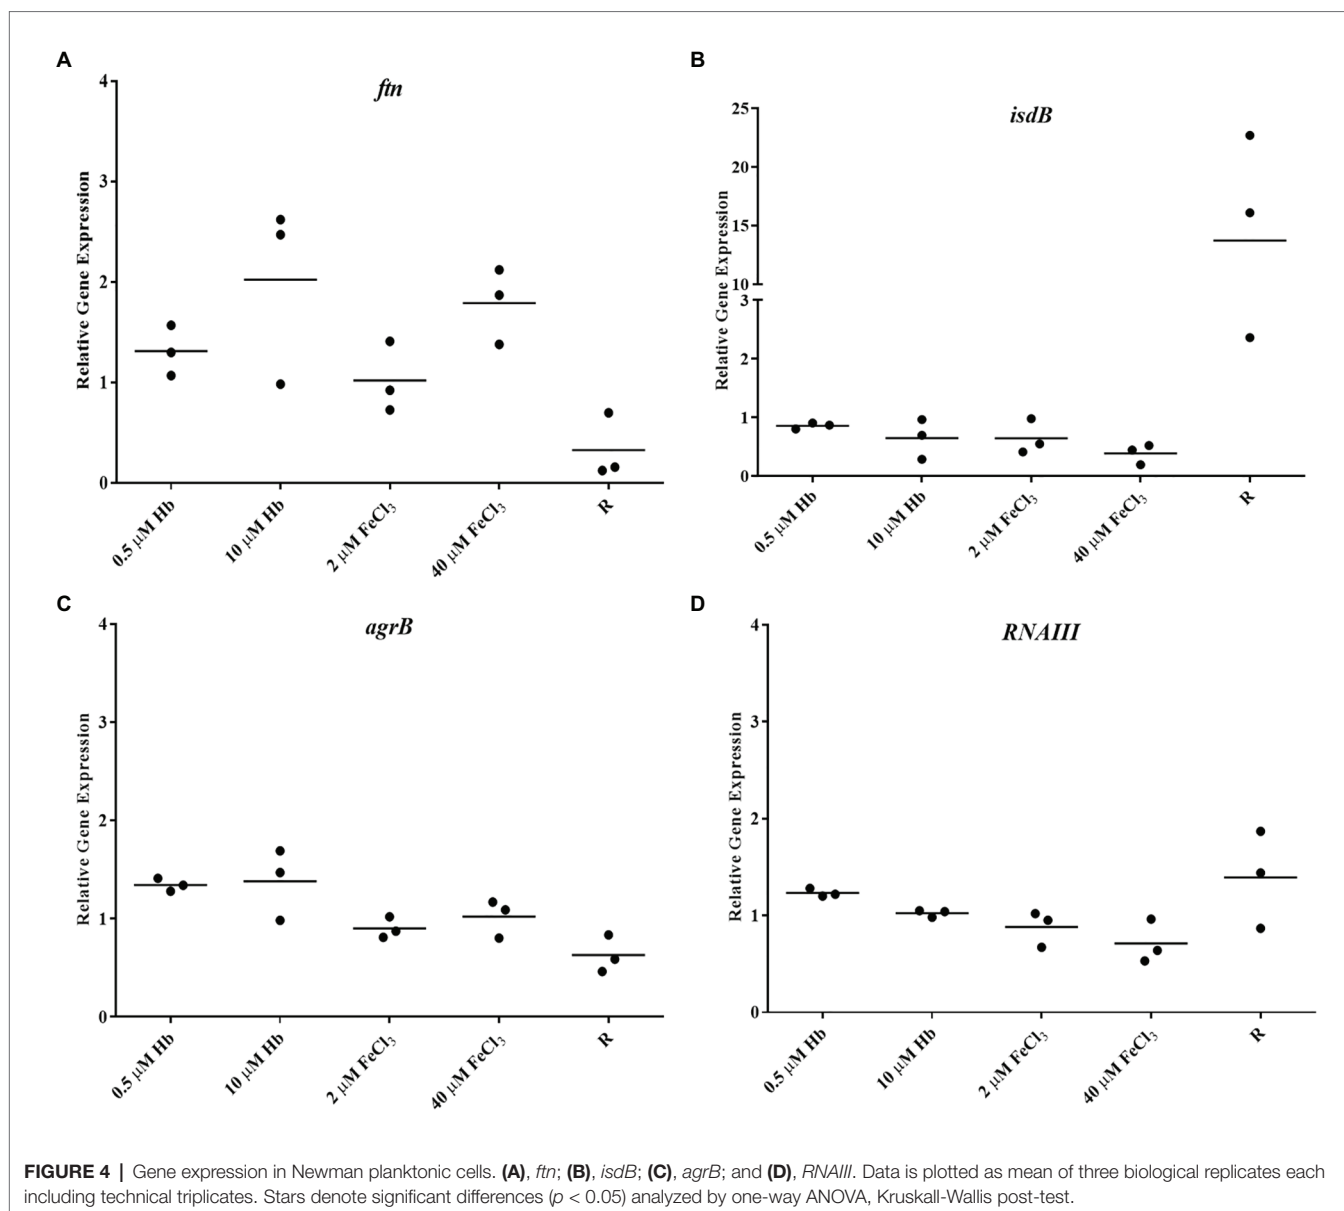 A
ftn
Relative Gene Expression
4
3
2
1
0
0.5 µM Hb
10 µM Hb
2 µM FeCl₃
40 µM FeCl₃
R
B
isdB
Relative Gene Expression
25
20
15
10
3
2
1
0
0.5 µM Hb
10 µM Hb
2 µM FeCl₃
40 µM FeCl₃
R
C
agrB
Relative Gene Expression
4
3
2
1
0
0.5 µM Hb
10 µM Hb
2 µM FeCl₃
40 µM FeCl₃
R
D
RNAIII
Relative Gene Expression
4
3
2
1
0
0.5 µM Hb
10 µM Hb
2 µM FeCl₃
40 µM FeCl₃
R
FIGURE 4 | Gene expression in Newman planktonic cells. (A), ftn; (B), isdB; (C), agrB; and (D), RNAIII. Data is plotted as mean of three biological replicates each
including technical triplicates. Stars denote significant differences (p < 0.05) analyzed by one-way ANOVA, Kruskall-Wallis post-test.